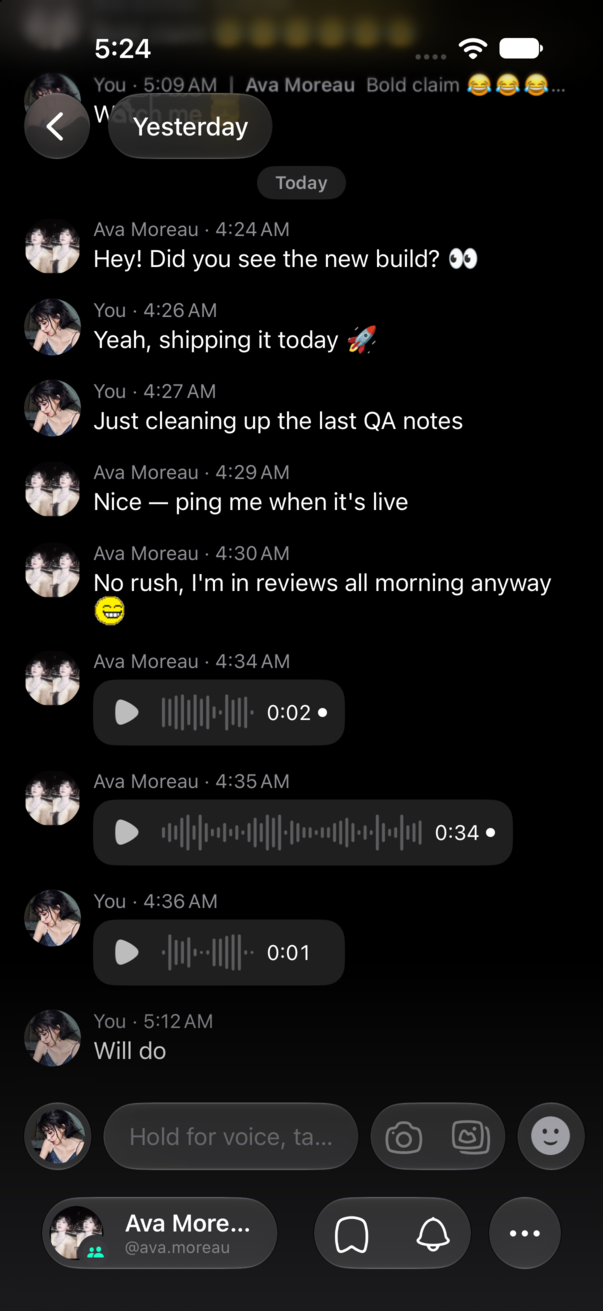 5:24
You · 5:09 AM | Ava Moreau Bold claim 😂😂😂...
Watch me
Yesterday
Today
Ava Moreau · 4:24 AM
Hey! Did you see the new build? 👀
You · 4:26 AM
Yeah, shipping it today 🚀
You · 4:27 AM
Just cleaning up the last QA notes
Ava Moreau · 4:29 AM
Nice — ping me when it's live
Ava Moreau · 4:30 AM
No rush, I'm in reviews all morning anyway
😁
Ava Moreau · 4:34 AM
0:02
Ava Moreau · 4:35 AM
0:34
You · 4:36 AM
0:01
You · 5:12 AM
Will do
Hold for voice, ta...
Ava More...
@ava.moreau